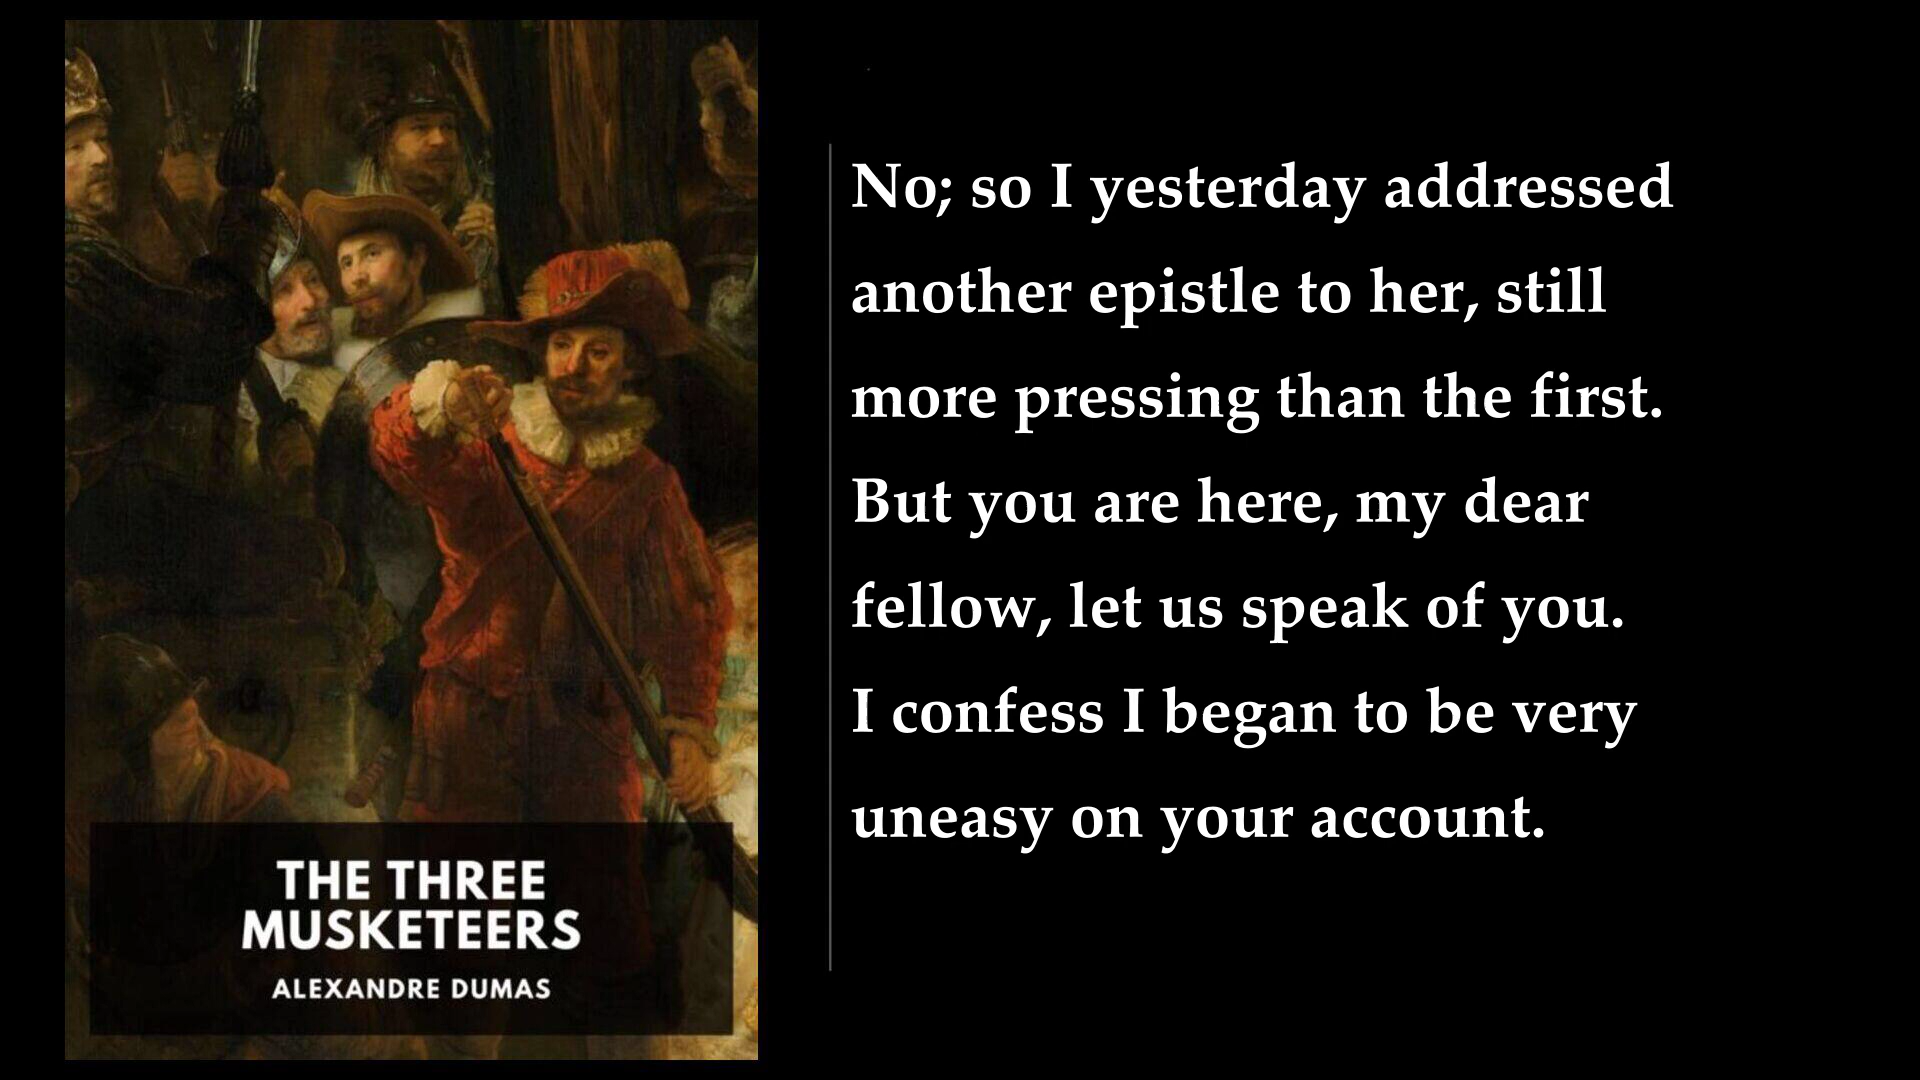 THE THREE
MUSKETEERS
ALEXANDRE DUMAS
No; so I yesterday addressed
another epistle to her, still
more pressing than the first.
But you are here, my dear
fellow, let us speak of you.
I confess I began to be very
uneasy on your account.